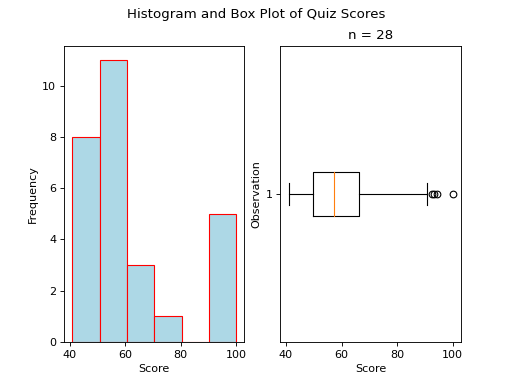 Histogram and Box Plot of Quiz Scores
n = 28
10
8
6
4
2
0
Frequency
40 60 80 100
Score
Observation
1
40 60 80 100
Score